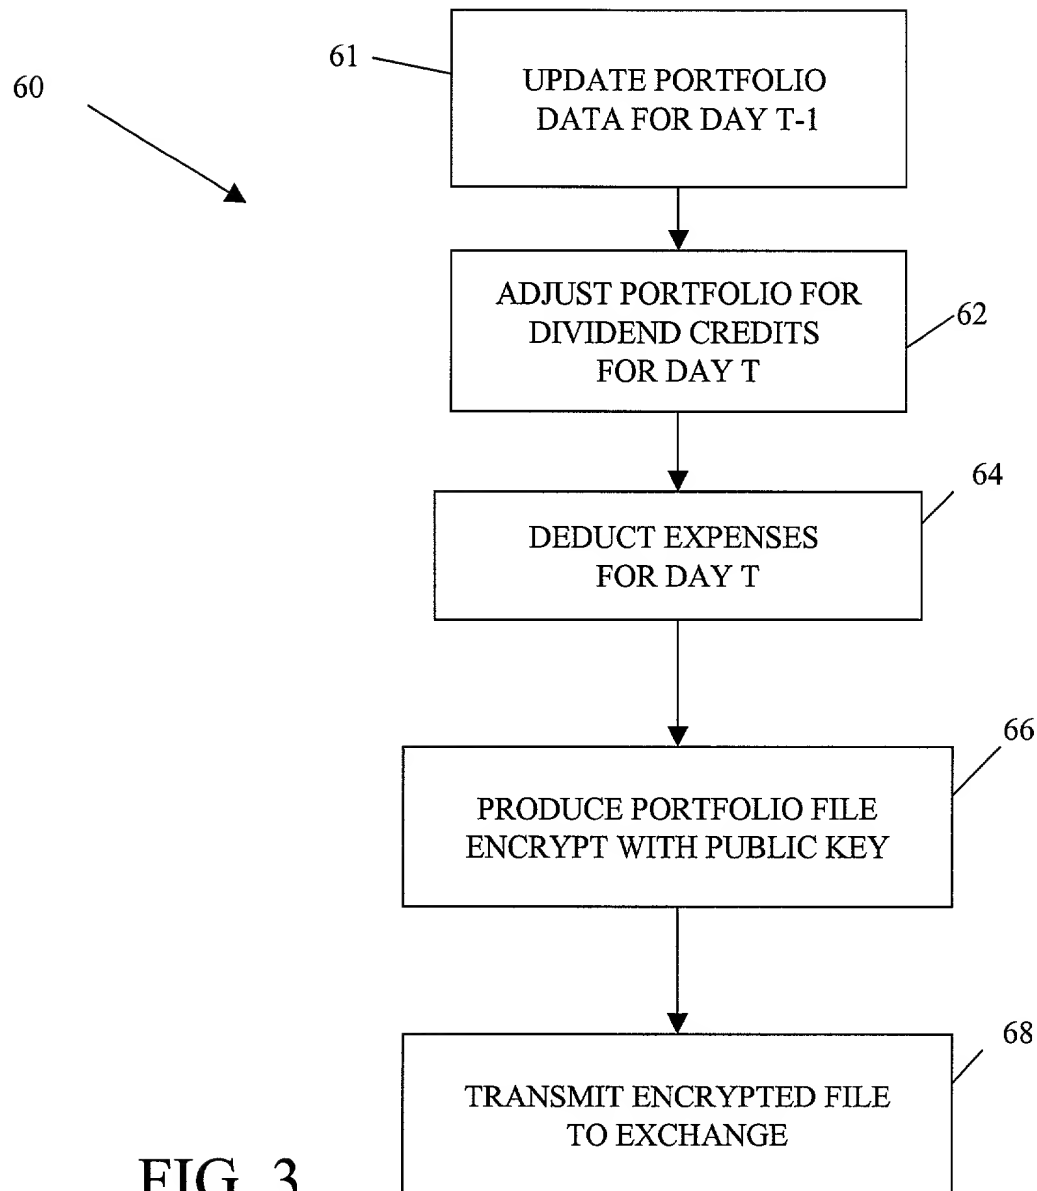 61
60
UPDATE PORTFOLIO
DATA FOR DAY T-1
ADJUST PORTFOLIO FOR
DIVIDEND CREDITS
FOR DAY T
62
64
DEDUCT EXPENSES
FOR DAY T
66
PRODUCE PORTFOLIO FILE
ENCRYPT WITH PUBLIC KEY
68
TRANSMIT ENCRYPTED FILE
TO EXCHANGE
FIG. 3